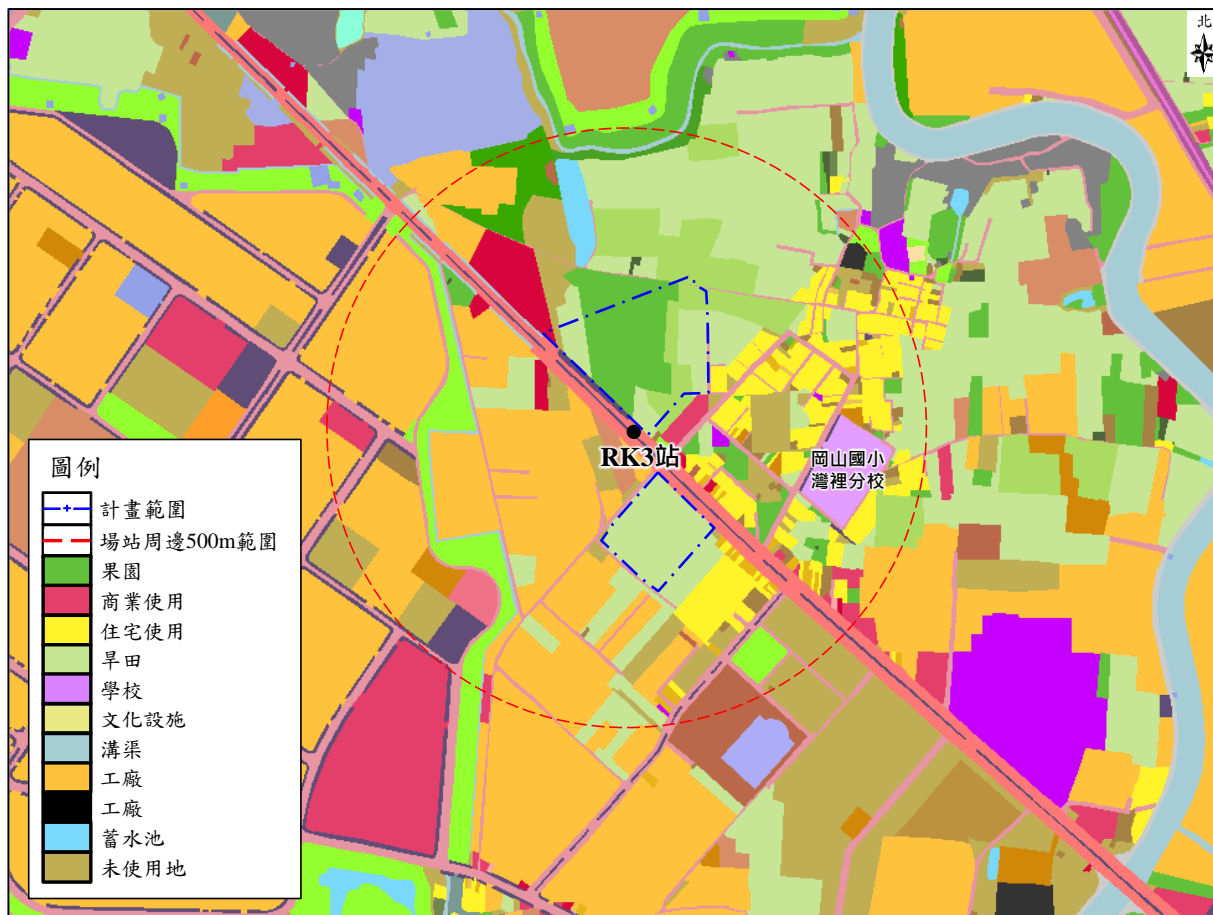 北
RK3站
岡山國小
灣裡分校
圖例
計畫範圍
場站周邊500m範圍
果園
商業使用
住宅使用
旱田
學校
文化設施
溝渠
工廠
工廠
蓄水池
未使用地